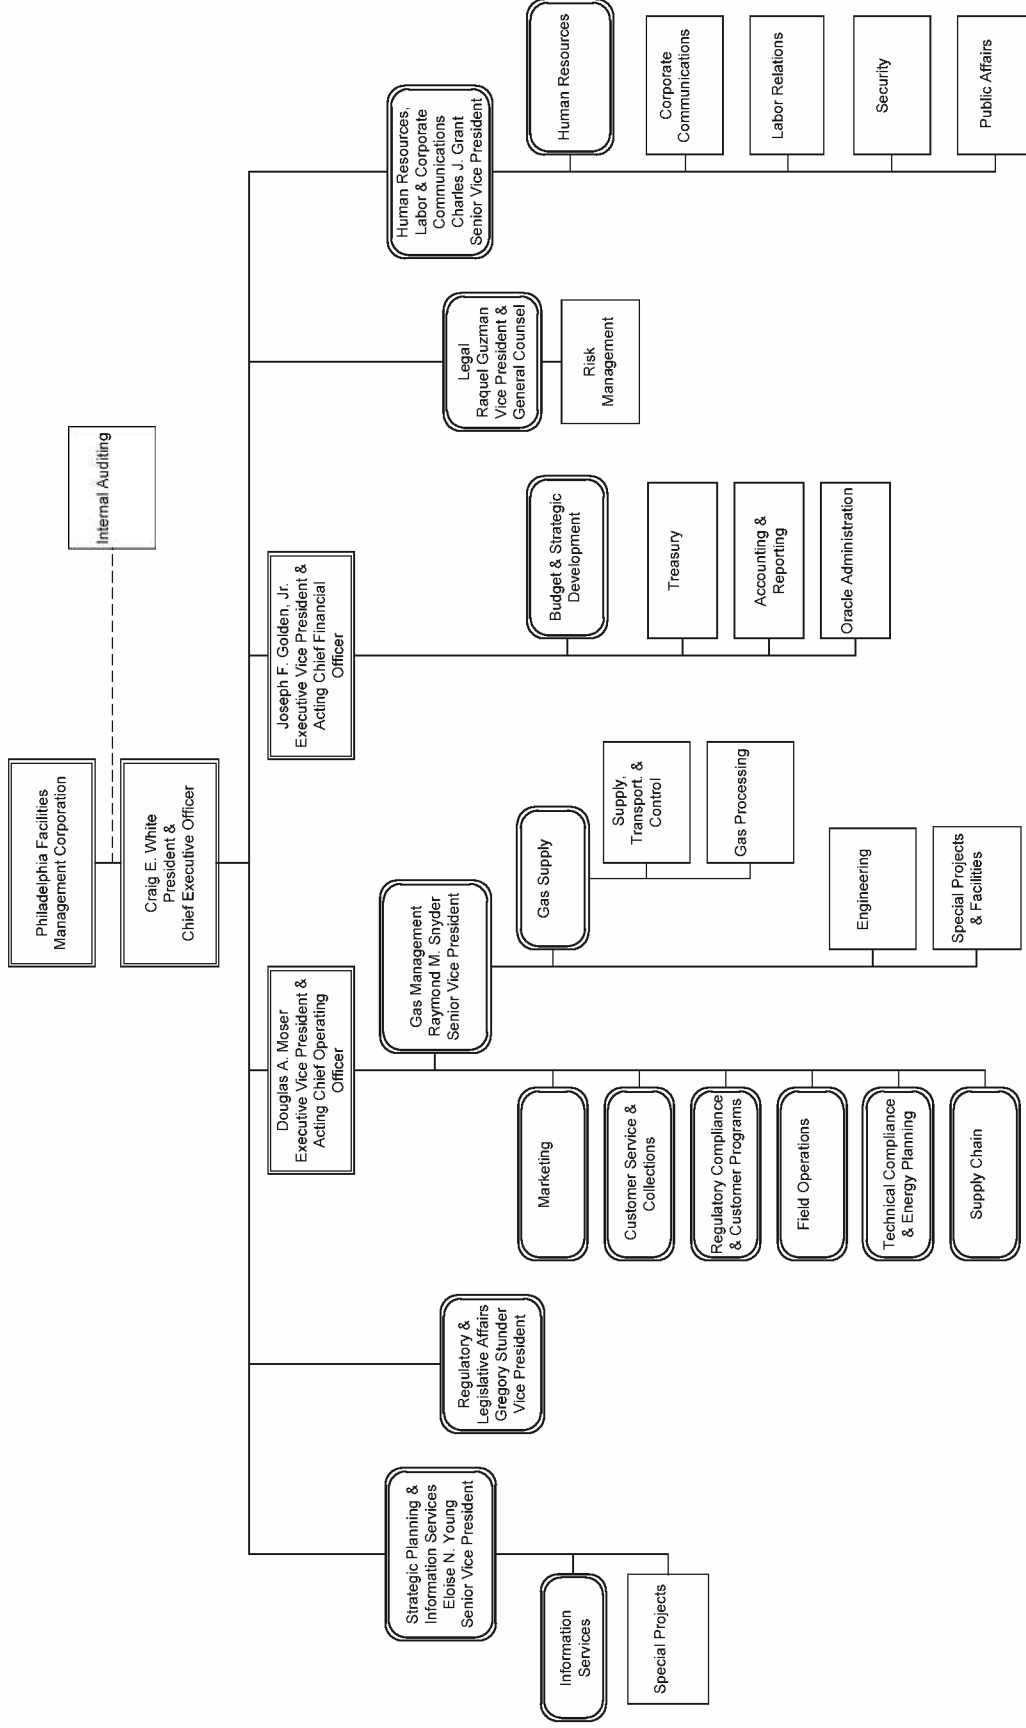 Philadelphia Facilities
Management Corporation
Internal Auditing
Craig E. White
President &
Chief Executive Officer
Strategic Planning &
Information Services
Eloise N. Young
Senior Vice President
Information
Services
Special Projects
Regulatory &
Legislative Affairs
Gregory Stunder
Vice President
Douglas A. Moser
Executive Vice President &
Acting Chief Operating
Officer
Gas Management
Raymond M. Snyder
Senior Vice President
Marketing
Customer Service &
Collections
Regulatory Compliance
& Customer Programs
Field Operations
Technical Compliance
& Energy Planning
Supply Chain
Gas Supply
Supply,
Transport. &
Control
Gas Processing
Engineering
Special Projects
& Facilities
Joseph F. Golden, Jr.
Executive Vice President &
Acting Chief Financial
Officer
Budget & Strategic
Development
Treasury
Accounting &
Reporting
Oracle Administration
Legal
Raquel Guzman
Vice President &
General Counsel
Risk
Management
Human Resources,
Labor & Corporate
Communications
Charles J. Grant
Senior Vice President
Human Resources
Corporate
Communications
Labor Relations
Security
Public Affairs